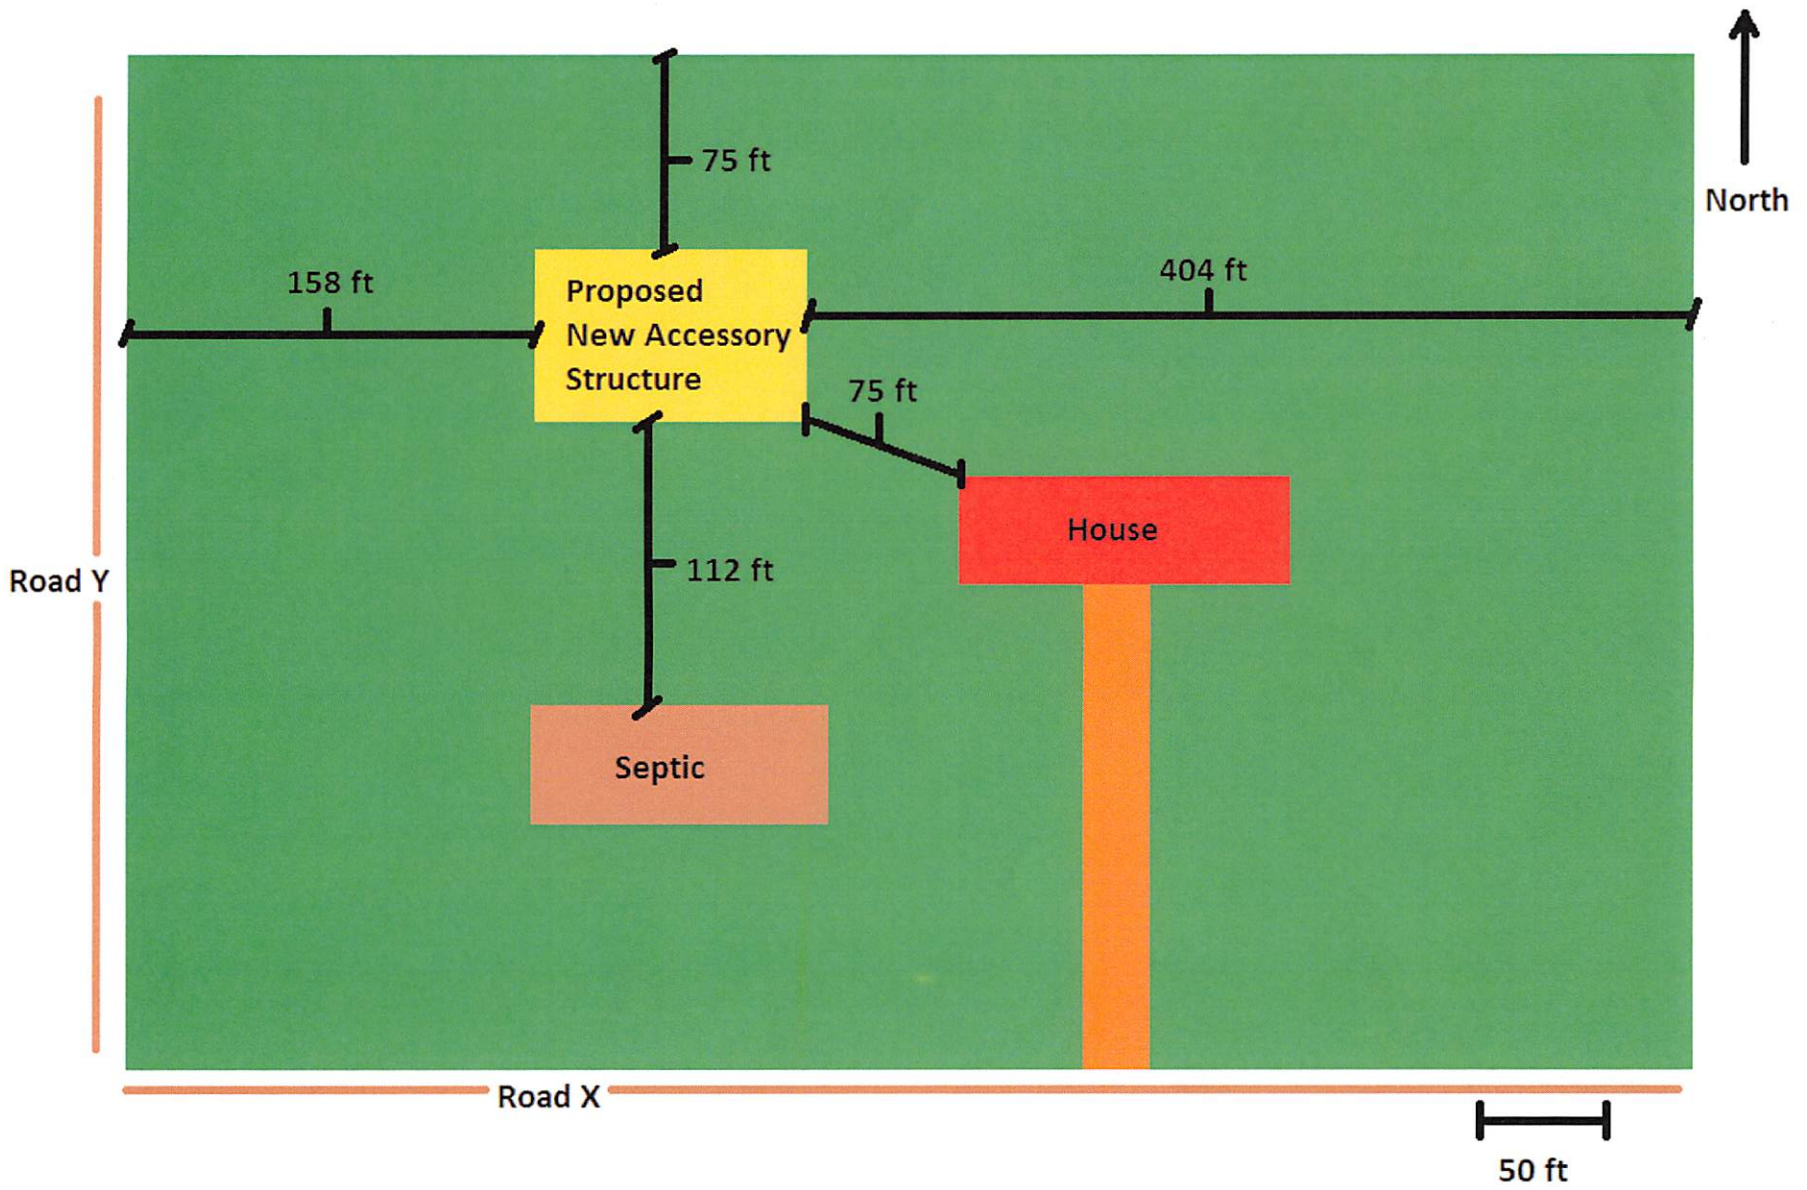 North
75 ft
158 ft
404 ft
Proposed
New Accessory
Structure
75 ft
House
112 ft
Road Y
Septic
Road X
50 ft